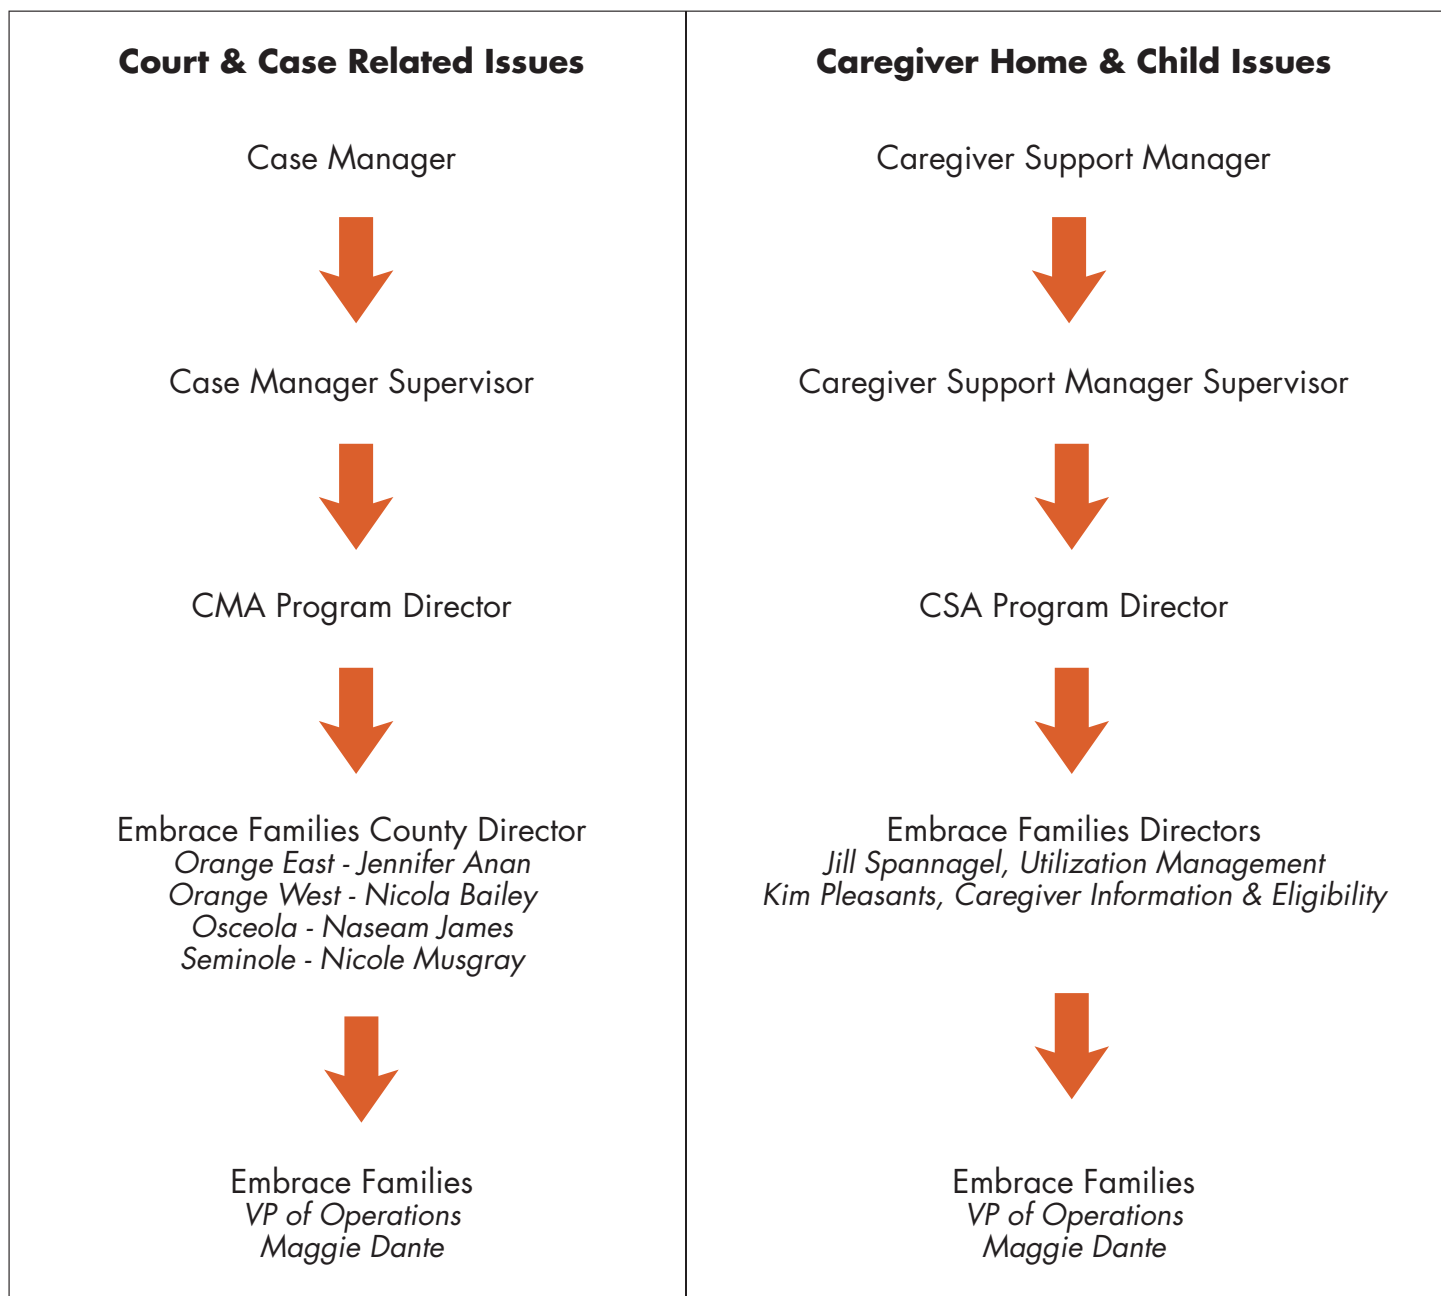 Court & Case Related Issues
Case Manager
Case Manager Supervisor
CMA Program Director
Embrace Families County Director
Orange East - Jennifer Anan
Orange West - Nicola Bailey
Osceola - Naseam James
Seminole - Nicole Musgray
Embrace Families
VP of Operations
Maggie Dante
Caregiver Home & Child Issues
Caregiver Support Manager
Caregiver Support Manager Supervisor
CSA Program Director
Embrace Families Directors
Jill Spannagel, Utilization Management
Kim Pleasants, Caregiver Information & Eligibility
Embrace Families
VP of Operations
Maggie Dante